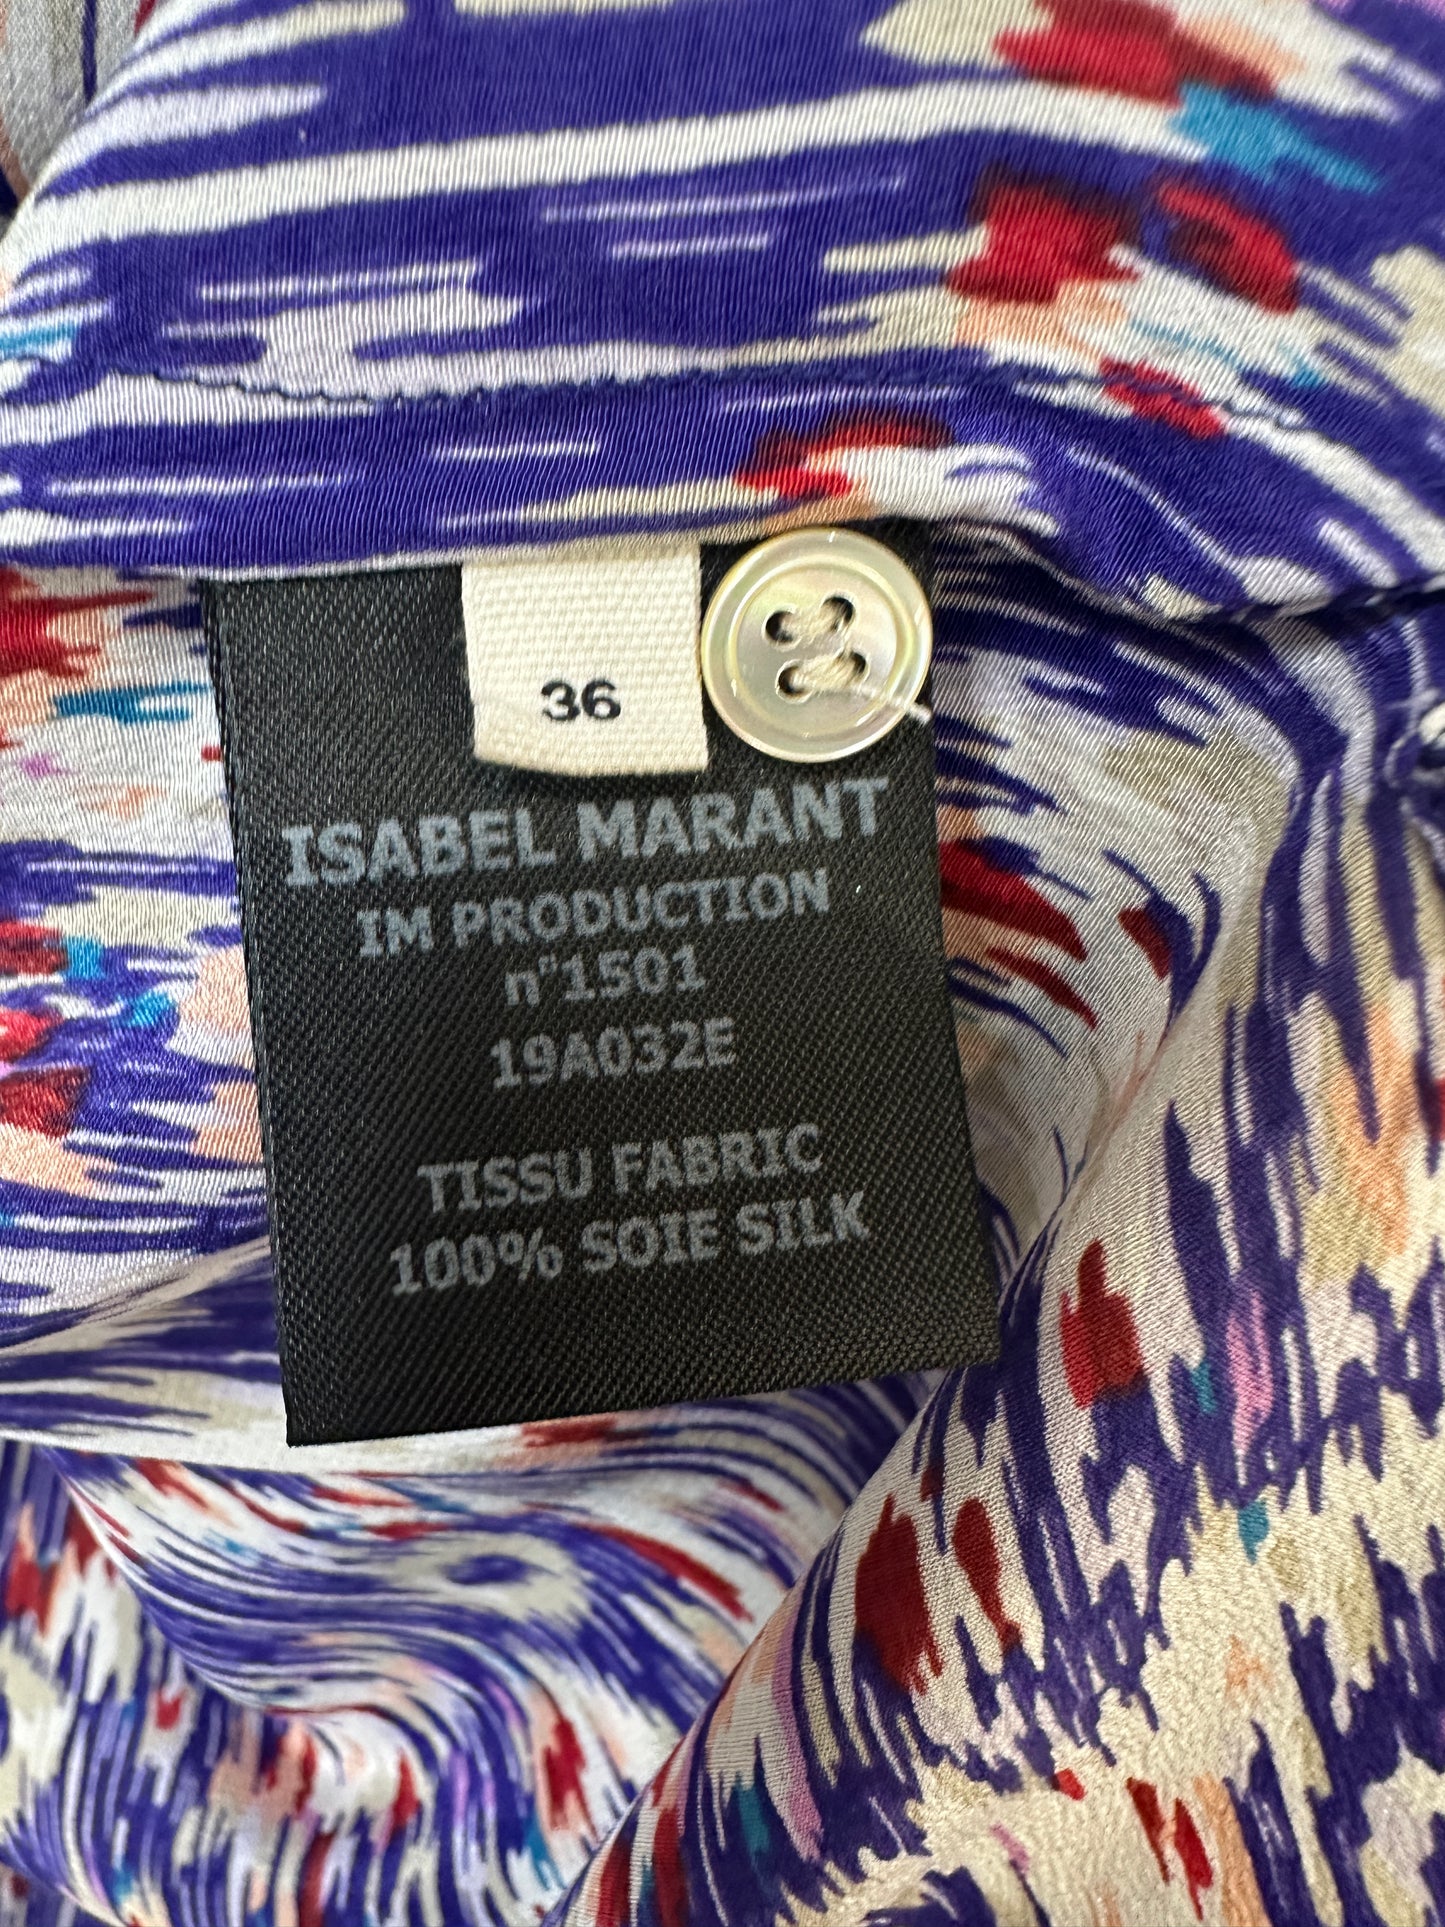 36
ISABEL MARANT
IM PRODUCTION
n°1501
19A032E
TISSU FABRIC
100% SOIE SILK